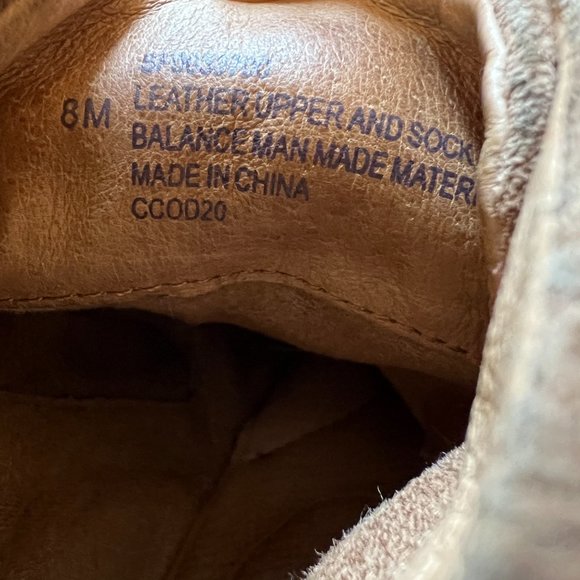 8M
LEATHER UPPER AND SOCK
BALANCE MAN MADE MATER
MADE IN CHINA
CCOD20